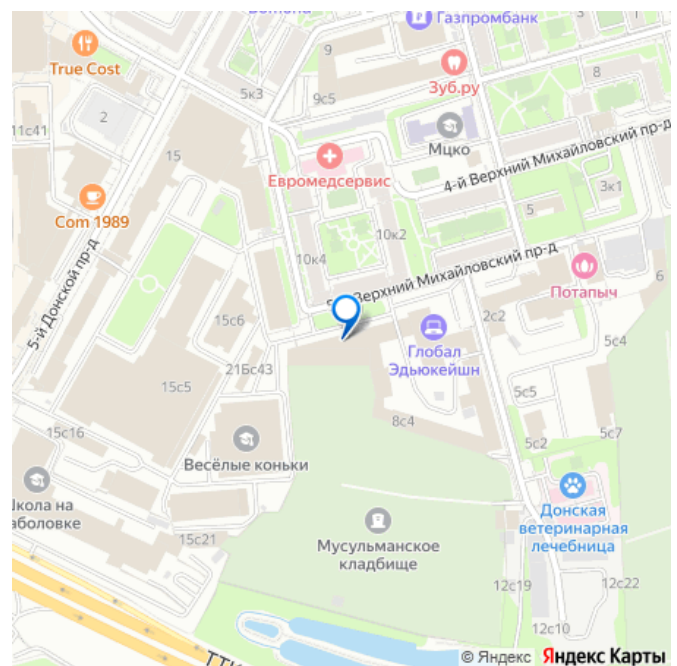 Газпромбанк
True Cost
9
Зуб.ру
8
5к3
9с5
2
11с41
Мцко
15
Евромедсервис
4-й Верхний Михайловский пр-д
3к1
Com 1989
5
10к4
10к2
Верхний Михайловский пр-д
Потапыч
6
5-й Донской пр-д
15с6
2с2
5с4
Глобал
Эдьюкейшн
21Бс43
15с5
5с5
8с4
15с16
5с2
5с7
Весёлые коньки
Школа на
Донская
ветеринарная
лечебница
15с21
Мусульманское
кладбище
12с19
12с22
12с10
ТТК
© Яндекс Яндекс Карты